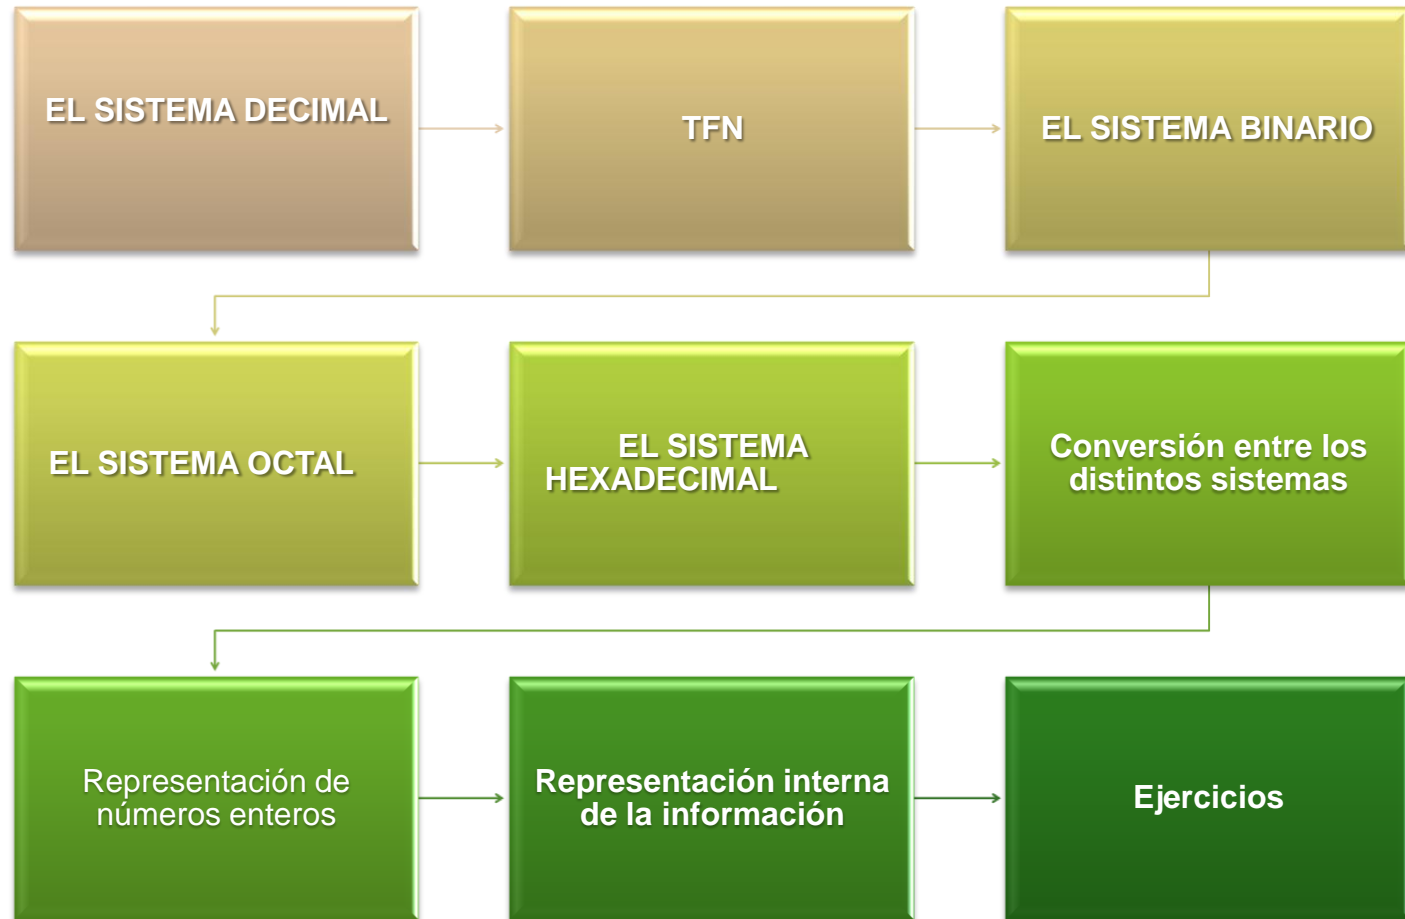 EL SISTEMA DECIMAL
TFN
EL SISTEMA BINARIO
EL SISTEMA OCTAL
EL SISTEMA
HEXADECIMAL
Conversión entre los
distintos sistemas
Representación de
números enteros
Representación interna
de la información
Ejercicios